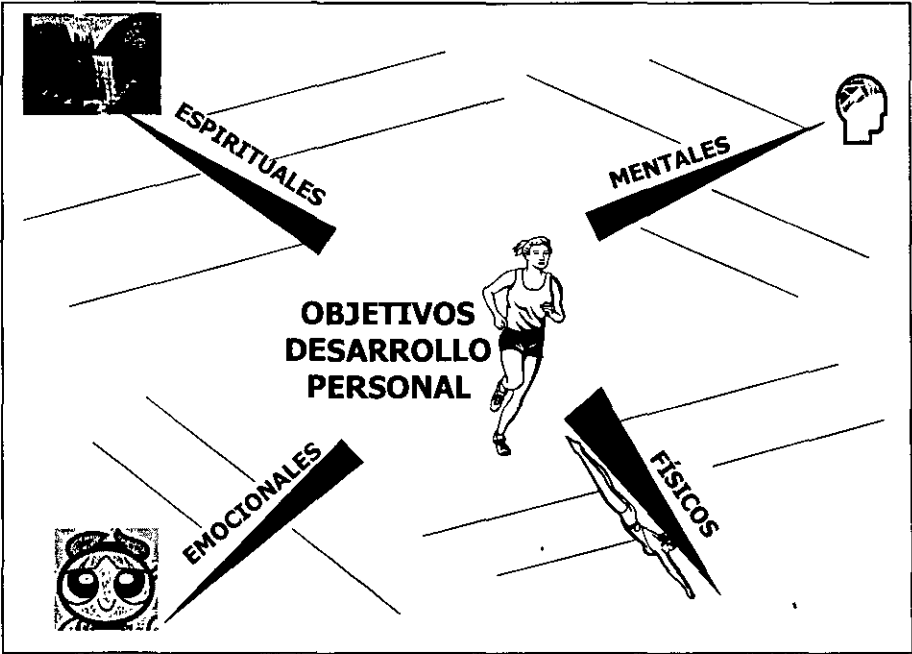 ESPIRITUALES
MENTALES
OBJETIVOS
DESARROLLO
PERSONAL
EMOCIONALES
FÍSICOS